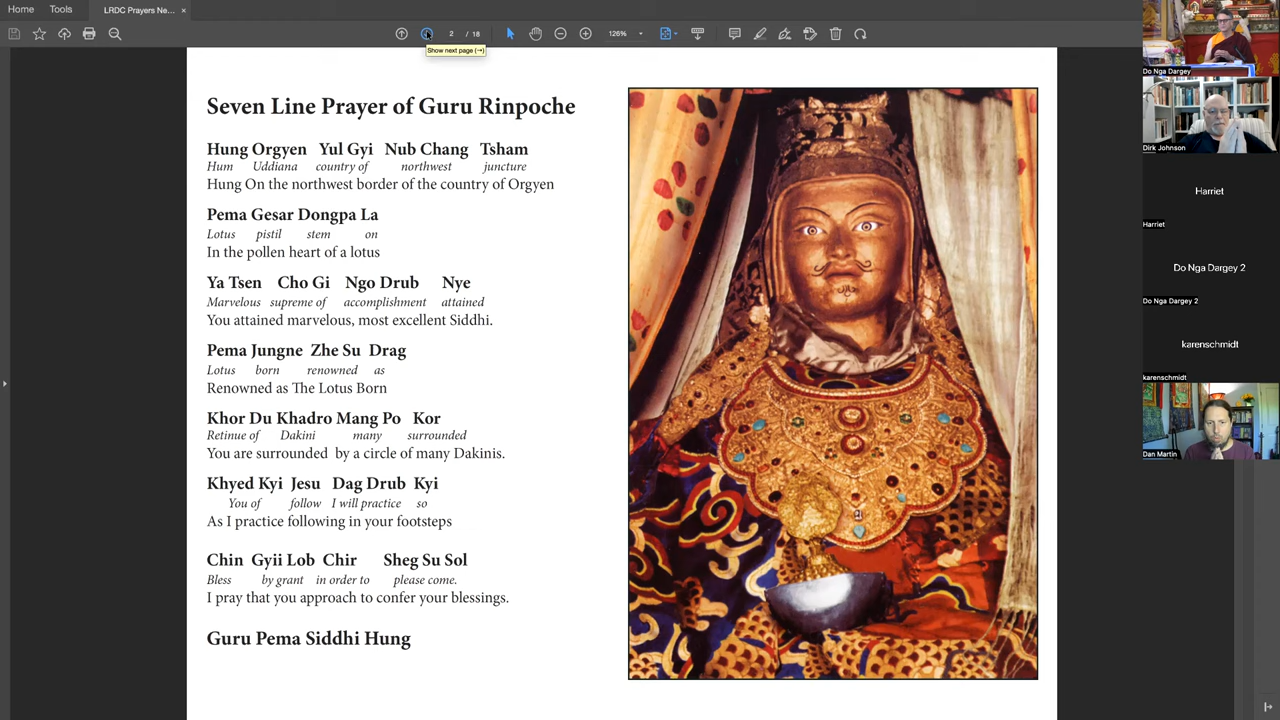 Home Tools LRDC Prayers Ne... ×
2 / 18 126%
Show next page (→)
Seven Line Prayer of Guru Rinpoche
Hung Orgyen Yul Gyi Nub Chang Tsham
Hum Uddiana country of northwest juncture
Hung On the northwest border of the country of Orgyen
Pema Gesar Dongpa La
Lotus pistil stem on
In the pollen heart of a lotus
Ya Tsen Cho Gi Ngo Drub Nye
Marvelous supreme of accomplishment attained
You attained marvelous, most excellent Siddhi.
Pema Jungne Zhe Su Drag
Lotus born renowned as
Renowned as The Lotus Born
Khor Du Khadro Mang Po Kor
Retinue of Dakini many surrounded
You are surrounded by a circle of many Dakinis.
Khyed Kyi Jesu Dag Drub Kyi
You of follow I will practice so
As I practice following in your footsteps
Chin Gyii Lob Chir Sheg Su Sol
Bless by grant in order to please come.
I pray that you approach to confer your blessings.
Guru Pema Siddhi Hung
Do Nga Dargey
Dirk Johnson
Harriet
Harriet
Do Nga Dargey 2
Do Nga Dargey 2
karenschmidt
karenschmidt
Dan Martin